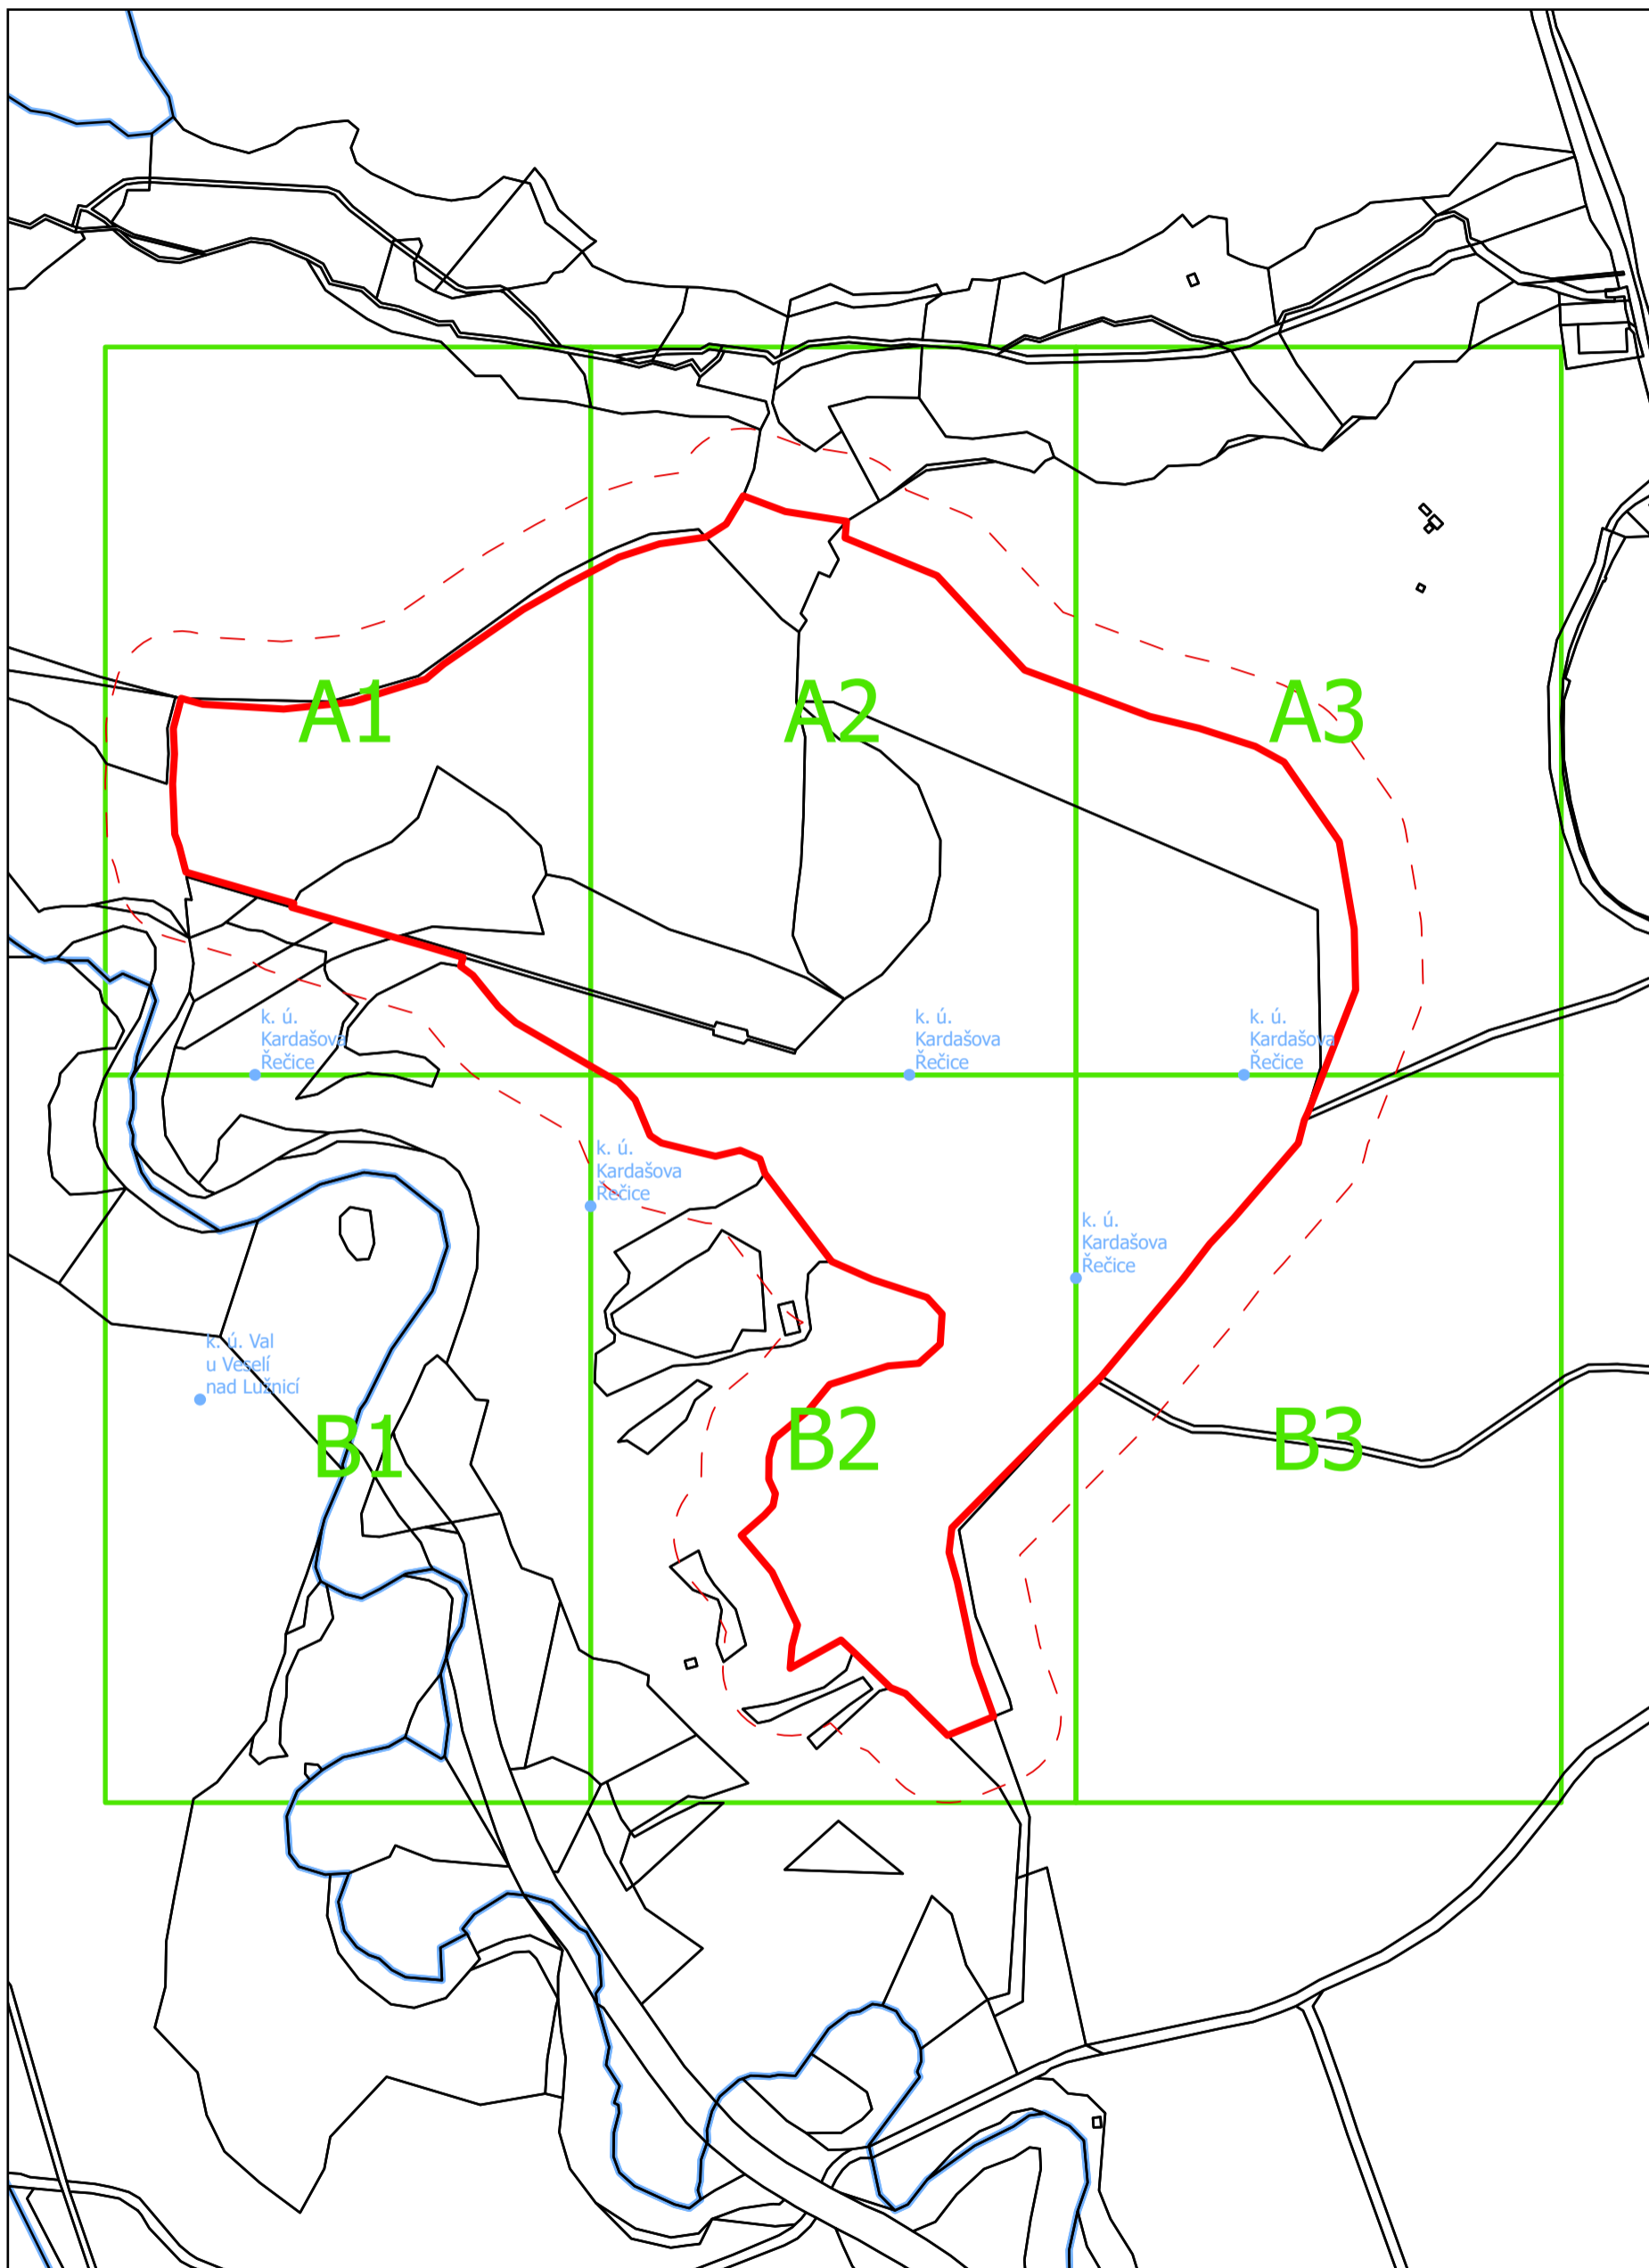 A1
A2
A3
k. ú.
Kardašova
Řečice
k. ú.
Kardašova
Řečice
k. ú.
Kardašova
Řečice
k. ú.
Kardašova
Řečice
k. ú.
Kardašova
Řečice
k. ú. Val
u Veselí
nad Lužnicí
B1
B2
B3